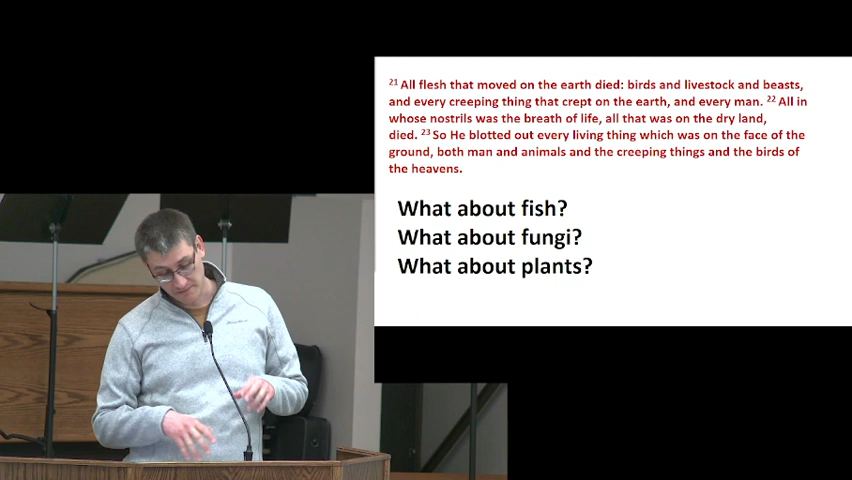 21 All flesh that moved on the earth died: birds and livestock and beasts,
and every creeping thing that crept on the earth, and every man. 22 All in
whose nostrils was the breath of life, all that was on the dry land,
died. 23 So He blotted out every living thing which was on the face of the
ground, both man and animals and the creeping things and the birds of
the heavens.
What about fish?
What about fungi?
What about plants?